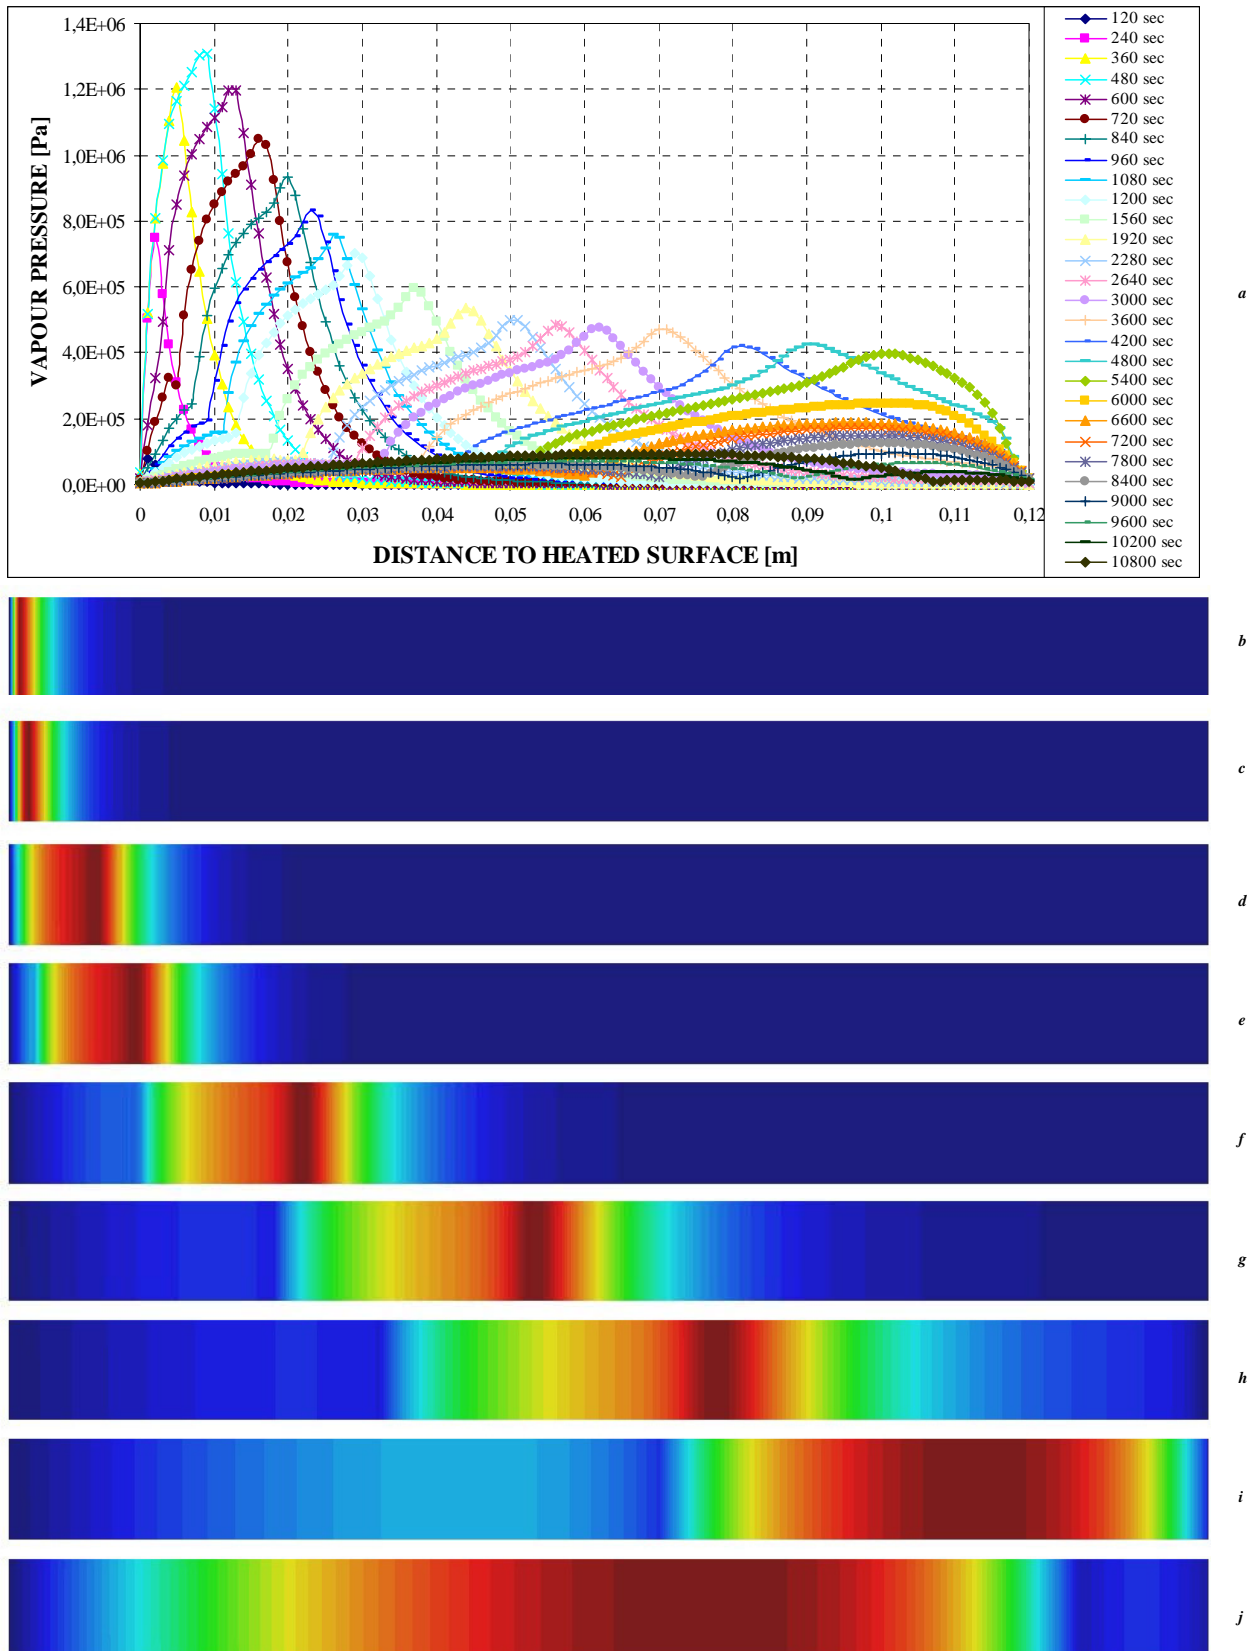 1,4E+06
1,2E+06
1,0E+06
8,0E+05
6,0E+05
4,0E+05
2,0E+05
0,0E+00
VAPOUR PRESSURE [Pa]
0 0,01 0,02 0,03 0,04 0,05 0,06 0,07 0,08 0,09 0,1 0,11 0,12
DISTANCE TO HEATED SURFACE [m]
120 sec
240 sec
360 sec
480 sec
600 sec
720 sec
840 sec
960 sec
1080 sec
1200 sec
1560 sec
1920 sec
2280 sec
2640 sec
3000 sec
3600 sec
4200 sec
4800 sec
5400 sec
6000 sec
6600 sec
7200 sec
7800 sec
8400 sec
9000 sec
9600 sec
10200 sec
10800 sec
a
b
c
d
e
f
g
h
i
j